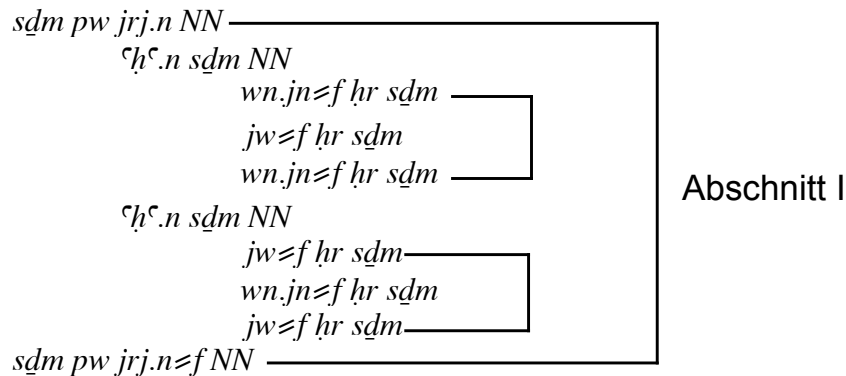 sḏm pw jrj.n NN
ꜥḥꜥ.n sḏm NN
wn.jn⸗f ḥr sḏm
jw⸗f ḥr sḏm
wn.jn⸗f ḥr sḏm
Abschnitt I
ꜥḥꜥ.n sḏm NN
jw⸗f ḥr sḏm
wn.jn⸗f ḥr sḏm
jw⸗f ḥr sḏm
sḏm pw jrj.n⸗f NN